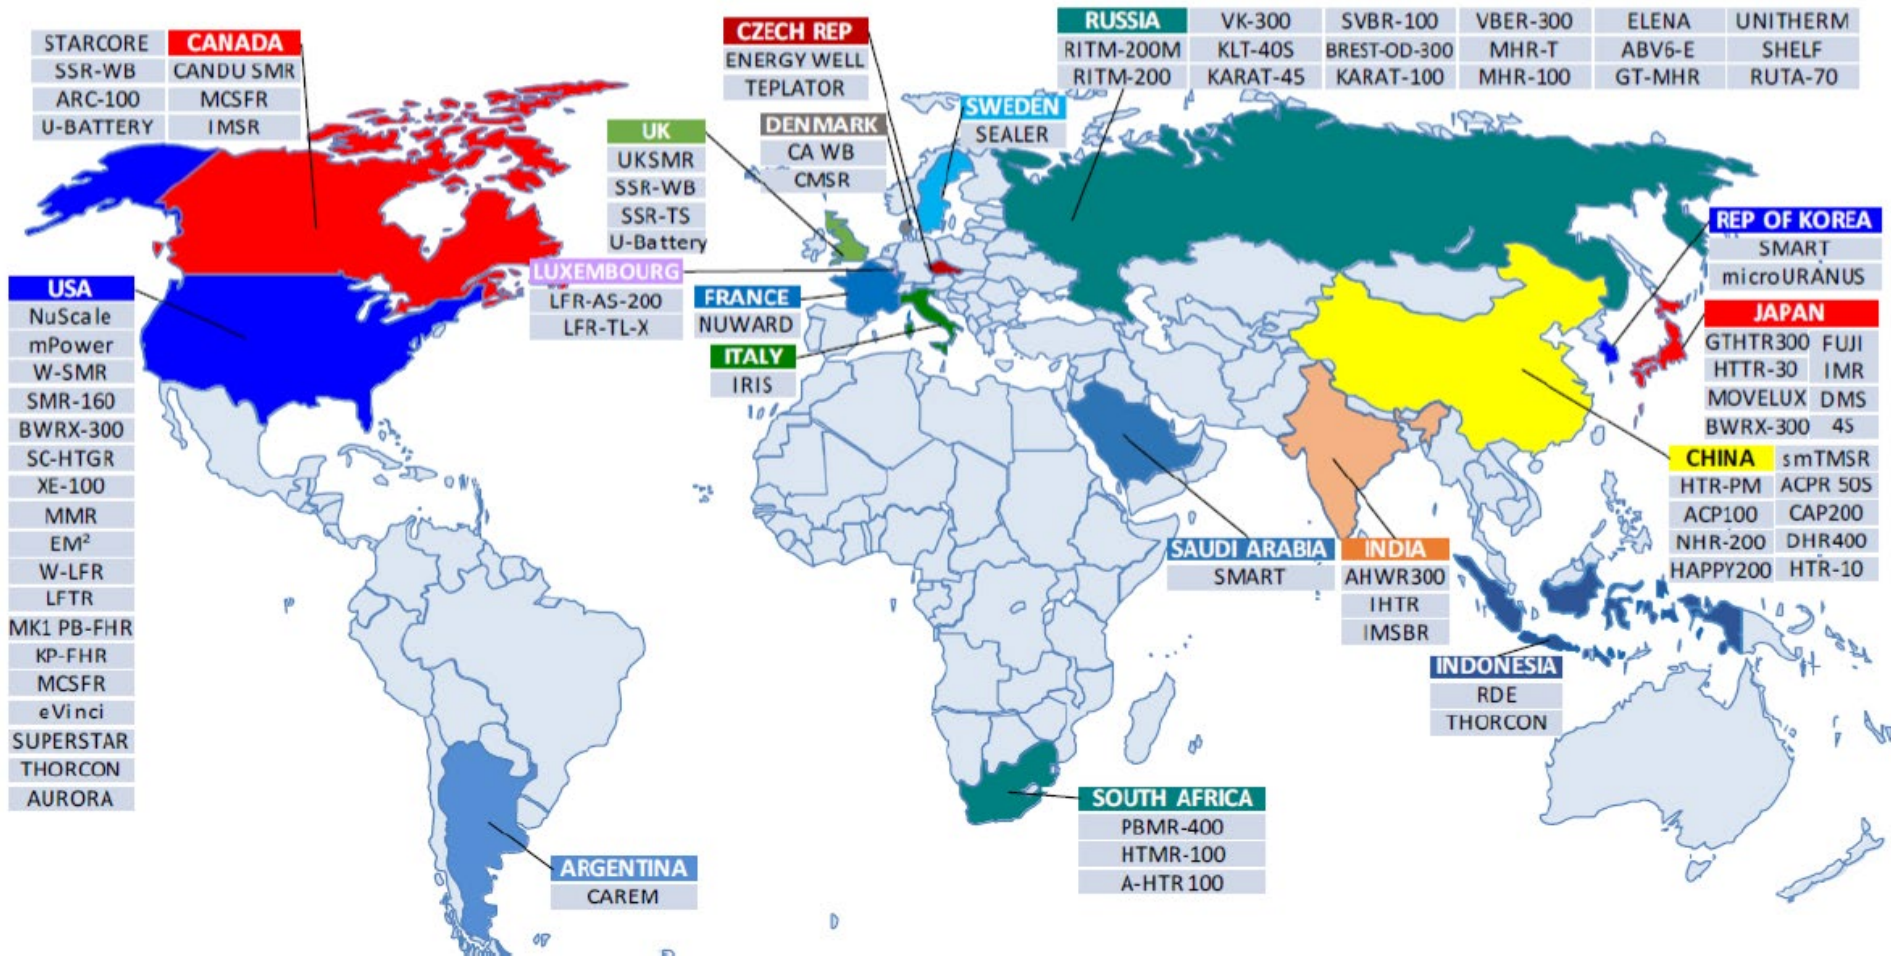 STARCORE CANADA
SSR-WB CANDU SMR
ARC-100 MCSFR
U-BATTERY IMSR
USA
NuScale
mPower
W-SMR
SMR-160
BWRX-300
SC-HTGR
XE-100
MMR
EM²
W-LFR
LFTR
MK1 PB-FHR
KP-FHR
MCSFR
eVinci
SUPERSTAR
THORCON
AURORA
ARGENTINA
CAREM
UK
UKSMR
SSR-WB
SSR-TS
U-Battery
LUXEMBOURG
LFR-AS-200
LFR-TL-X
CZECH REP
ENERGY WELL
TEPLATOR
DENMARK
CA WB
CMSR
SWEDEN
SEALER
FRANCE
NUWARD
ITALY
IRIS
RUSSIA VK-300 SVBR-100 VBER-300 ELENA UNITHERM
RITM-200M KLT-40S BREST-OD-300 MHR-T ABV6-E SHELF
RITM-200 KARAT-45 KARAT-100 MHR-100 GT-MHR RUTA-70
REP OF KOREA
SMART
microURANUS
JAPAN
GTHTR300 FUJI
HTTR-30 IMR
MOVELUX DMS
BWRX-300 4S
CHINA smTMSR
HTR-PM ACPR 50S
ACP100 CAP200
NHR-200 DHR400
HAPPY200 HTR-10
SAUDI ARABIA
SMART
INDIA
AHWR300
IHTR
IMSBR
INDONESIA
RDE
THORCON
SOUTH AFRICA
PBMR-400
HTMR-100
A-HTR 100